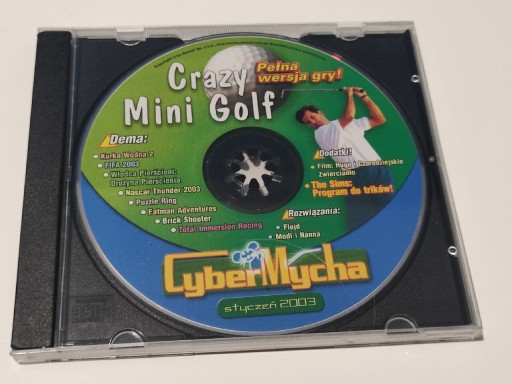 Crazy
Mini Golf
Pełna
wersja gry!
Dema:
• Kurka Wodna 2
• FIFA 2003
• Władca Pierścieni:
Drużyna Pierścienia
• Nascar Thunder 2003
• Puzzle Ring
• Fatman Adventures
• Brick Shooter
• Total Immersion Racing
Dodatki:
• Film: Hugo i Czarodziejskie
Zwierciadło
• The Sims:
Program do trików!
Rozwiązania:
• Flojd
• Modi i Nanna
CyberMycha
styczeń 2003